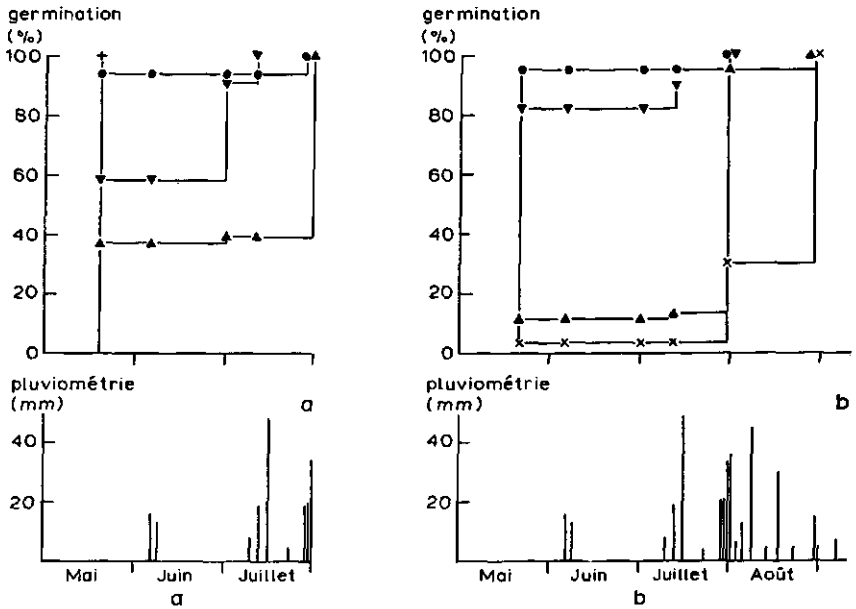 germination
(%)
100
80
60
40
20
0
pluviométrie
(mm)
a
40
20
Mai
Juin
Juillet
a
germination
(%)
100
80
60
40
20
0
pluviométrie
(mm)
b
40
20
Mai
Juin
Juillet
Août
b